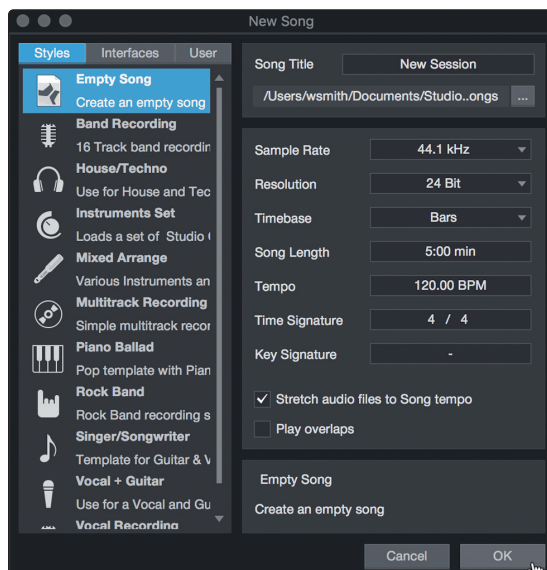 New Song
Styles Interfaces User
Empty Song
Create an empty song
Band Recording
16 Track band recordin
House/Techno
Use for House and Tec
Instruments Set
Loads a set of Studio
Mixed Arrange
Various Instruments an
Multitrack Recording
Simple multitrack recor
Piano Ballad
Pop template with Pian
Rock Band
Rock Band recording s
Singer/Songwriter
Template for Guitar & V
Vocal + Guitar
Use for a Vocal and Gu
Vocal Recording
Song Title New Session
/Users/wsmith/Documents/Studio..ongs ...
Sample Rate 44.1 kHz
Resolution 24 Bit
Timebase Bars
Song Length 5:00 min
Tempo 120.00 BPM
Time Signature 4 / 4
Key Signature -
Stretch audio files to Song tempo
Play overlaps
Empty Song
Create an empty song
Cancel OK